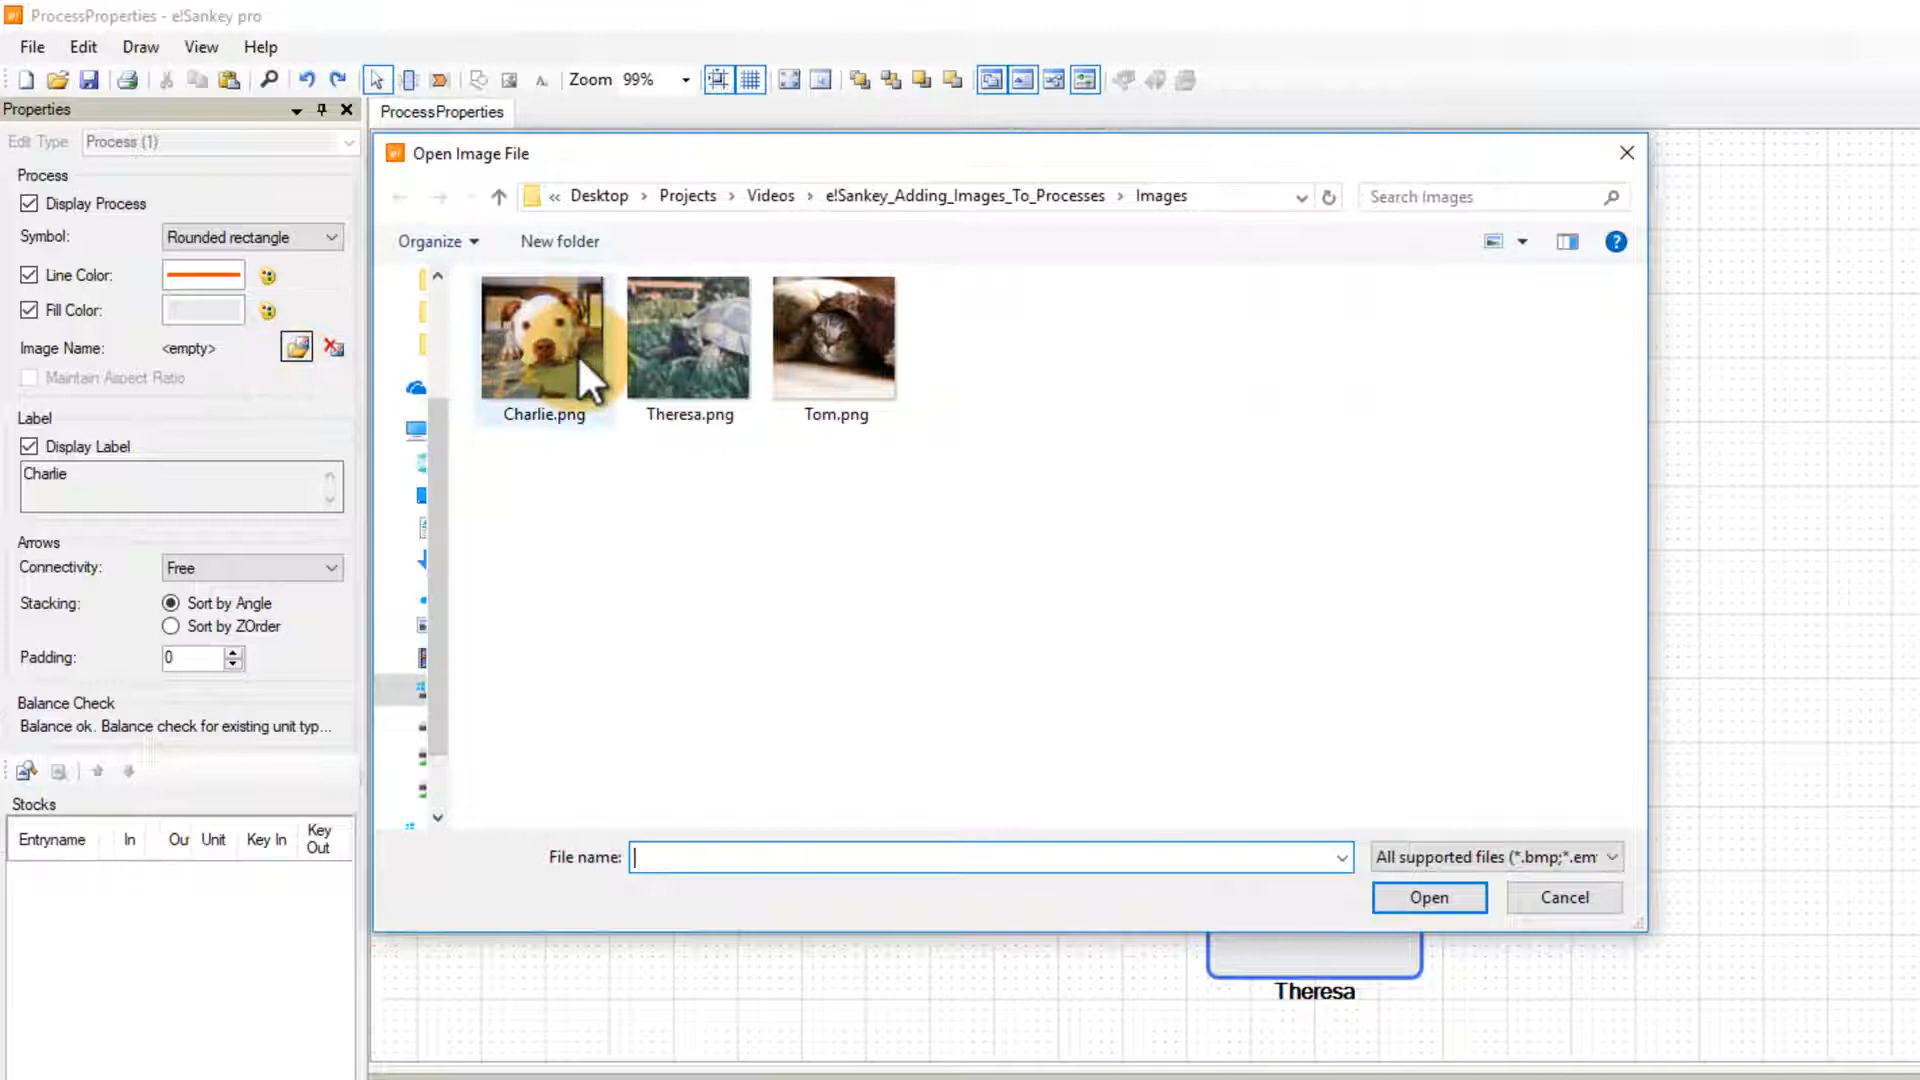 ProcessProperties - e!Sankey pro
File Edit Draw View Help
Zoom 99%
Properties
ProcessProperties
Edit Type Process (1)
Process
Display Process
Symbol: Rounded rectangle
Line Color:
Fill Color:
Image Name: <empty>
Maintain Aspect Ratio
Label
Display Label
Charlie
Arrows
Connectivity: Free
Stacking: Sort by Angle
Sort by ZOrder
Padding: 0
Balance Check
Balance ok. Balance check for existing unit typ...
Stocks
Entryname In Our Unit Key In Key Out
Open Image File
« Desktop › Projects › Videos › e!Sankey_Adding_Images_To_Processes › Images
Search Images
Organize New folder
Charlie.png Theresa.png Tom.png
File name: All supported files (*.bmp;*.em
Open Cancel
Theresa